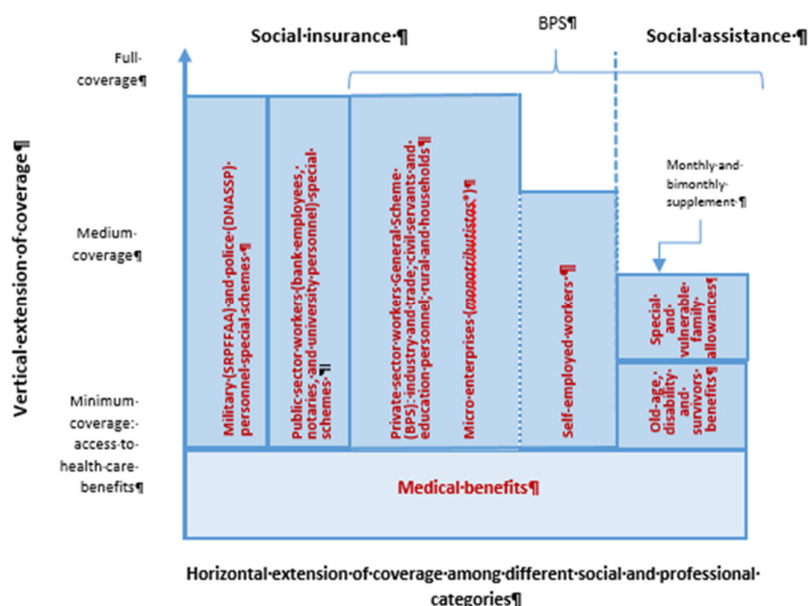 Social·insurance·¶
BPS¶
Social·assistance·¶
Full·
coverage¶
Vertical·extension·of·coverage¶
Medium·
coverage¶
Minimum·
coverage:·
access·to·
health·care·
benefits¶
Military·(SRPFFAA)·and·police·(DNASSP)·
personnel·special·schemes·¶
Public·sector·workers·(bank·employees,·
notaries,·and·university·personnel)·special·
schemes·¶
Private·sector·workers·General·Scheme·
(BPS):·industry·and·trade;·civil·servants·and·
education·personnel;·rural·and·households¶
Micro·enterprises·(monotributistas*)¶
Self-employed·workers·¶
Monthly·and·
bimonthly·
supplement·¶
Special·
and·
vulnerable·
family·
allowances¶
Old-age,·
disability·
and·
survivors·
benefits¶
Medical·benefits¶
Horizontal·extension·of·coverage·among·different·social·and·professional·
categories¶